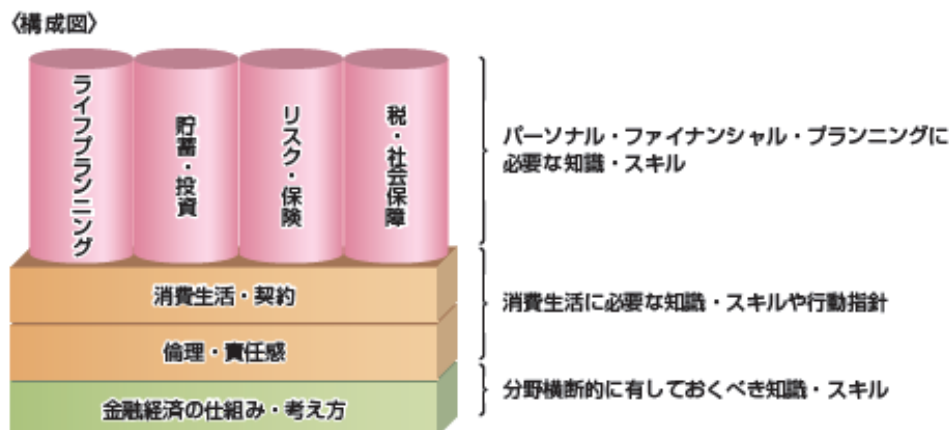 〈構成図〉
ライフプランニング
貯蓄・投資
リスク・保険
税・社会保障
パーソナル・ファイナンシャル・プランニングに
必要な知識・スキル
消費生活・契約
倫理・責任感
消費生活に必要な知識・スキルや行動指針
金融経済の仕組み・考え方
分野横断的に有しておくべき知識・スキル